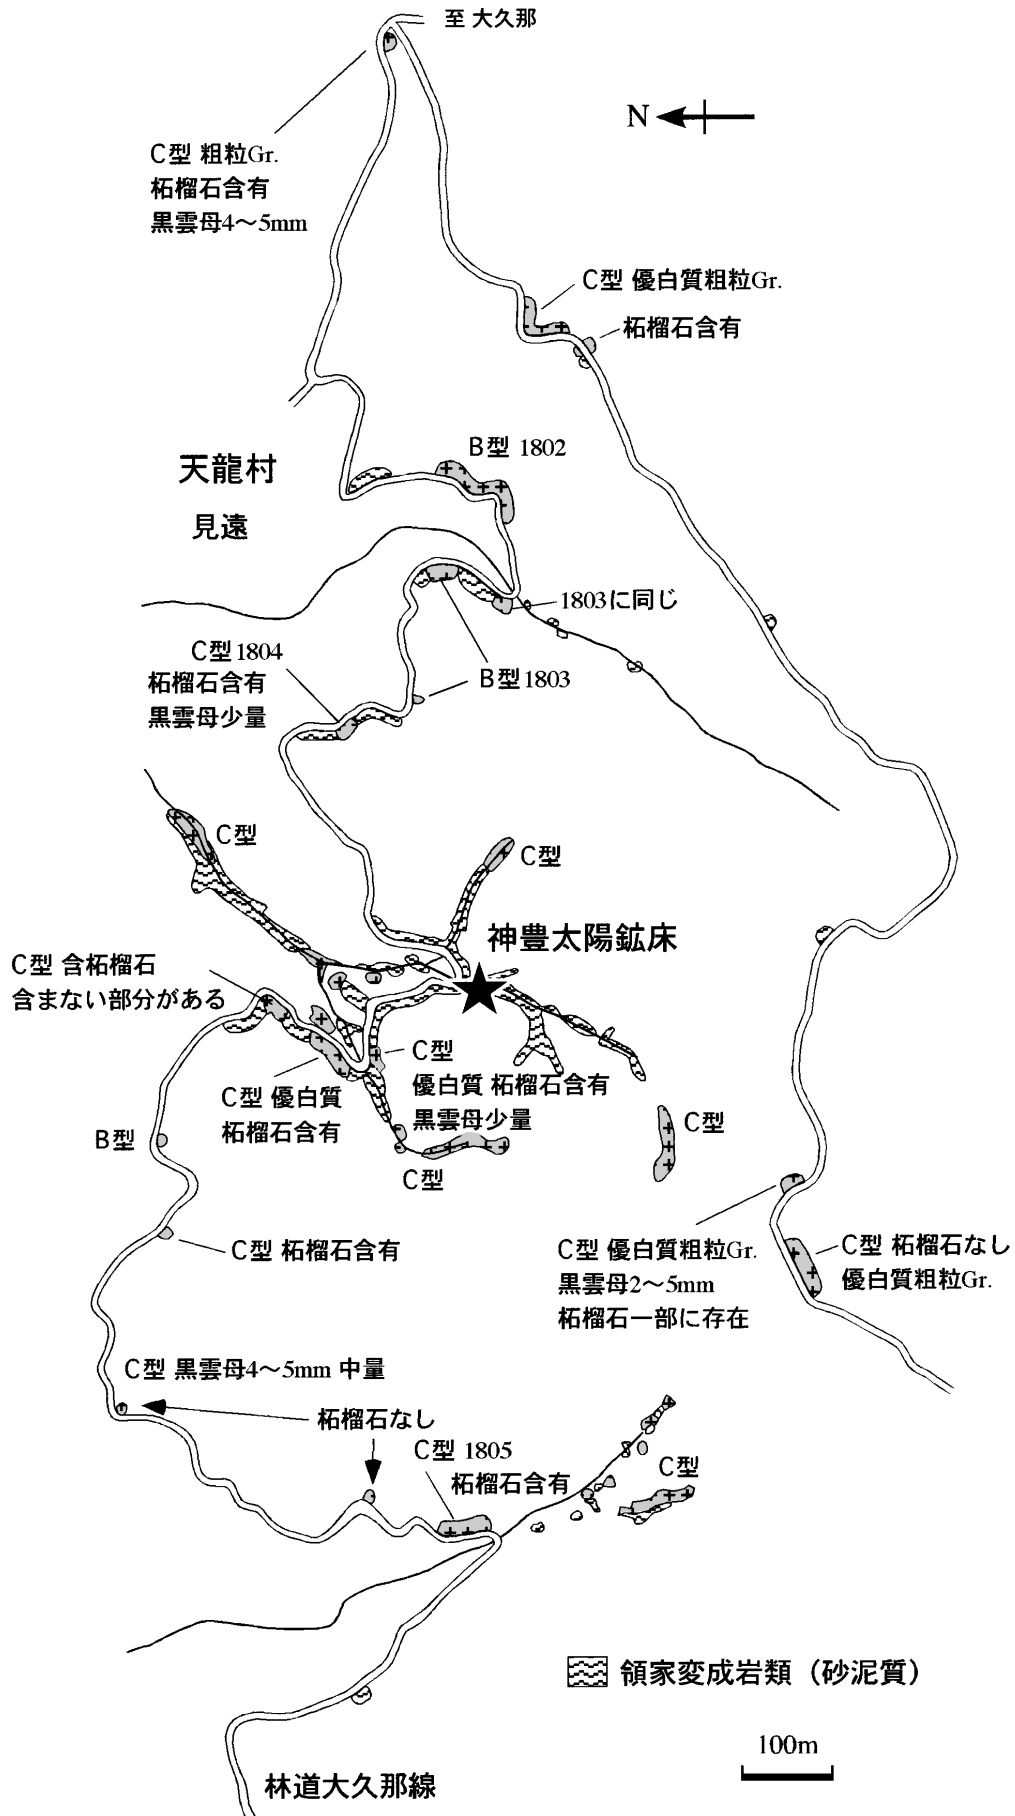 至 大久那
N
C型 粗粒Gr.
柘榴石含有
黒雲母4〜5mm
C型 優白質粗粒Gr.
柘榴石含有
B型 1802
天龍村
見遠
1803に同じ
C型1804
柘榴石含有
黒雲母少量
B型1803
C型
C型
神豊太陽鉱床
C型 含柘榴石
含まない部分がある
C型
優白質 柘榴石含有
黒雲母少量
C型 優白質
柘榴石含有
C型
B型
C型
C型 柘榴石含有
C型 優白質粗粒Gr.
黒雲母2〜5mm
柘榴石一部に存在
C型 柘榴石なし
優白質粗粒Gr.
C型 黒雲母4〜5mm 中量
柘榴石なし
C型 1805
柘榴石含有
C型
領家変成岩類（砂泥質）
100m
林道大久那線